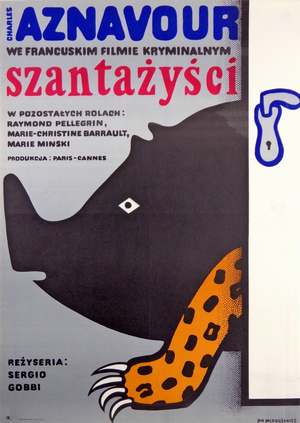 CHARLES
AZNAVOUR
WE FRANCUSKIM FILMIE KRYMINALNYM
szantażyści
W POZOSTAŁYCH ROLACH:
RAYMOND PELLEGRIN,
MARIE-CHRISTINE BARRAULT,
MARIE MINSKI
PRODUKCJA: PARIS-CANNES
REŻYSERIA:
SERGIO
GOBBI